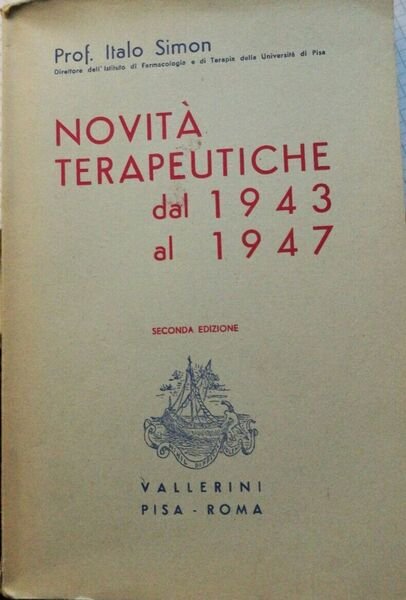 Prof. Italo Simon
Direttore dell'Istituto di Farmacologia e di Terapia della Università di Pisa
NOVITÀ
TERAPEUTICHE
dal 1943
al 1947
SECONDA EDIZIONE
VALLERINI
PISA - ROMA